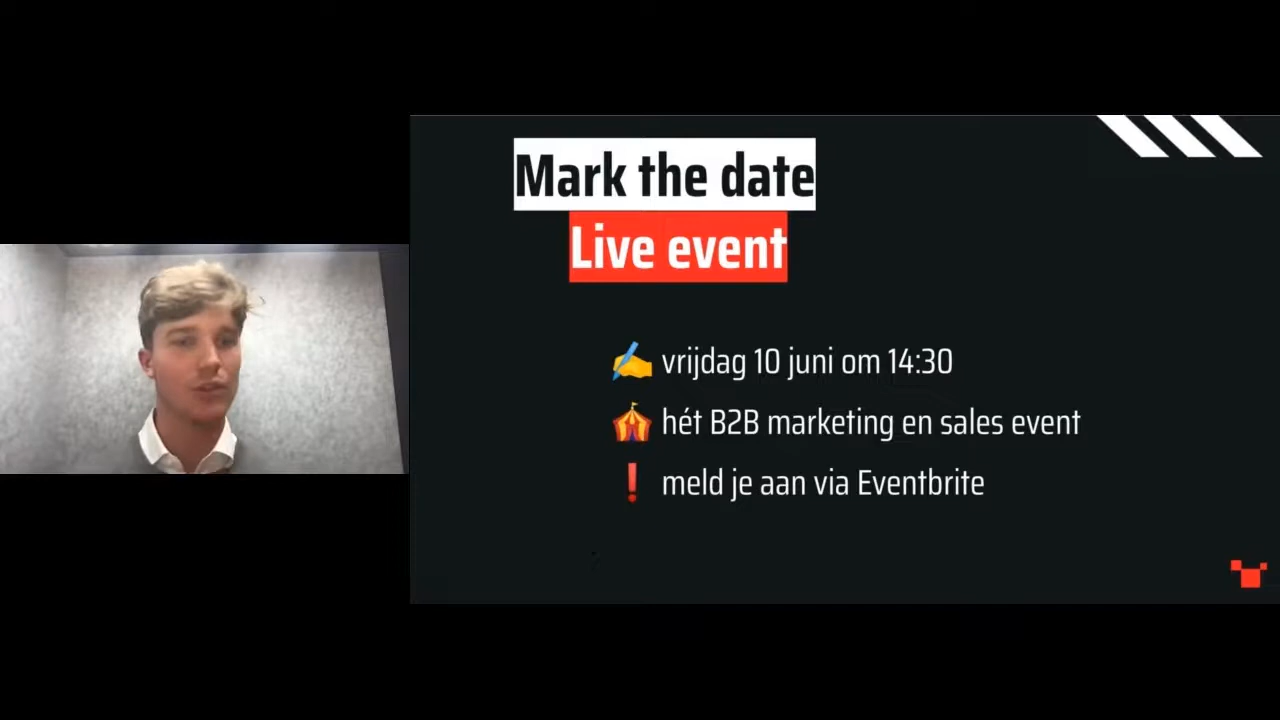 Mark the date
Live event
vrijdag 10 juni om 14:30
hét B2B marketing en sales event
meld je aan via Eventbrite